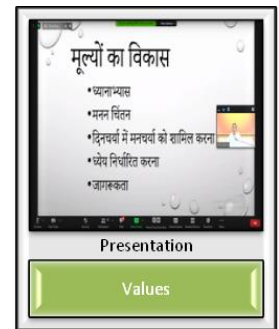 मूल्यों का विकास
•ध्यानाभ्यास
•मनन चिंतन
•दिनचर्या में मनचर्या को शामिल करना
•ध्येय निर्धारित करना
•जागरूकता
Presentation
Values